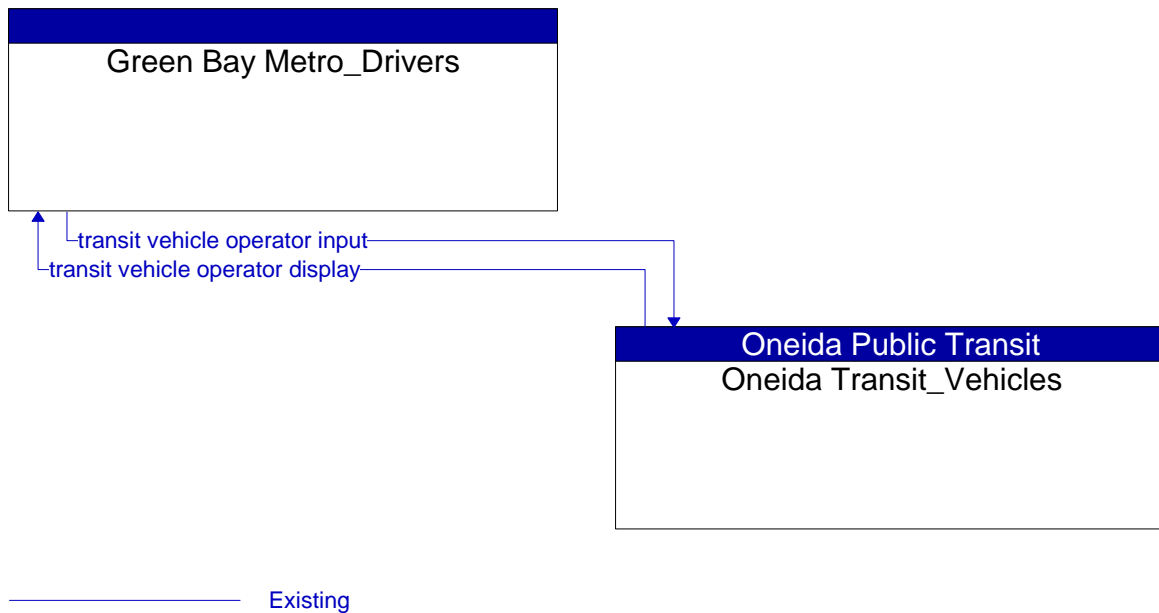 Green Bay Metro_Drivers
transit vehicle operator input
transit vehicle operator display
Oneida Public Transit
Oneida Transit_Vehicles
Existing